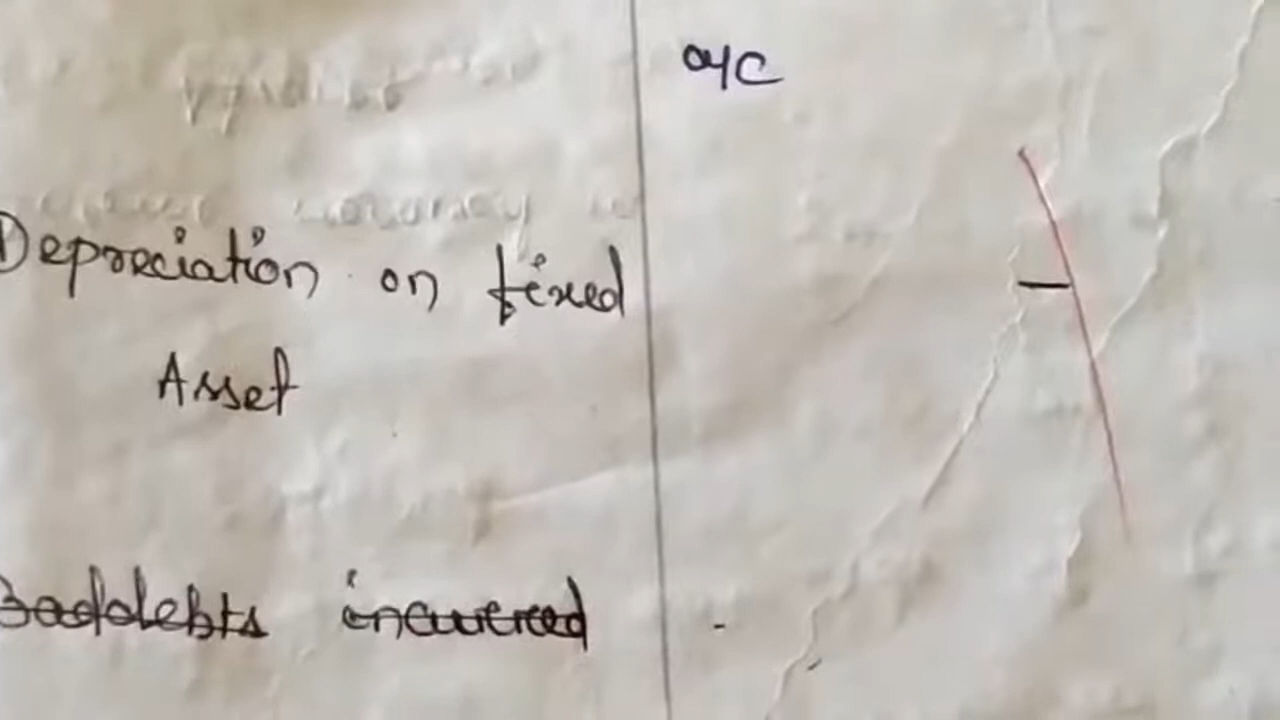 a/c
Depreciation on fixed
Asset
Baddebts incurred